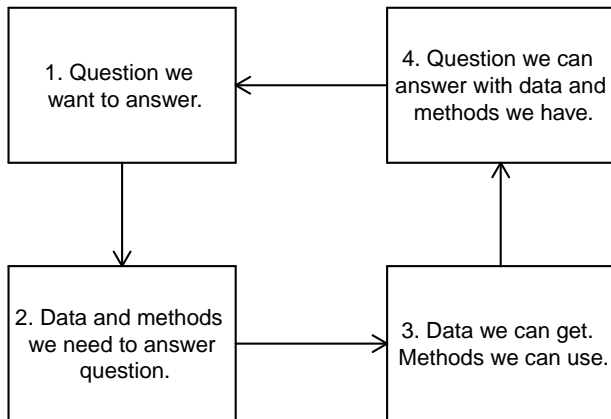 1. Question we
want to answer.
2. Data and methods
we need to answer
question.
3. Data we can get.
Methods we can use.
4. Question we can
answer with data and
methods we have.